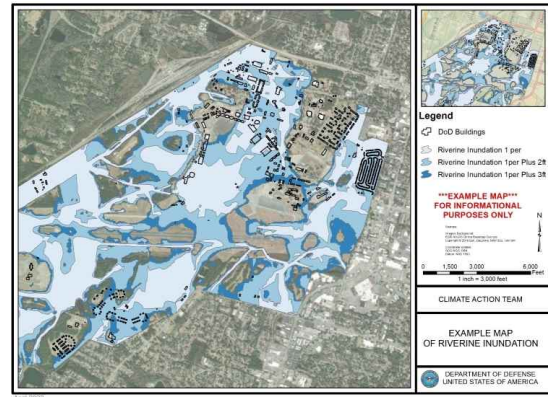 Legend
DoD Buildings
Riverine Inundation 1 per
Riverine Inundation 1per Plus 2ft
Riverine Inundation 1per Plus 3ft
***EXAMPLE MAP***
FOR INFORMATIONAL
PURPOSES ONLY
N
0 1,500 3,000 6,000
Feet
1 inch = 3,000 feet
CLIMATE ACTION TEAM
EXAMPLE MAP
OF RIVERINE INUNDATION
DEPARTMENT OF DEFENSE
UNITED STATES OF AMERICA